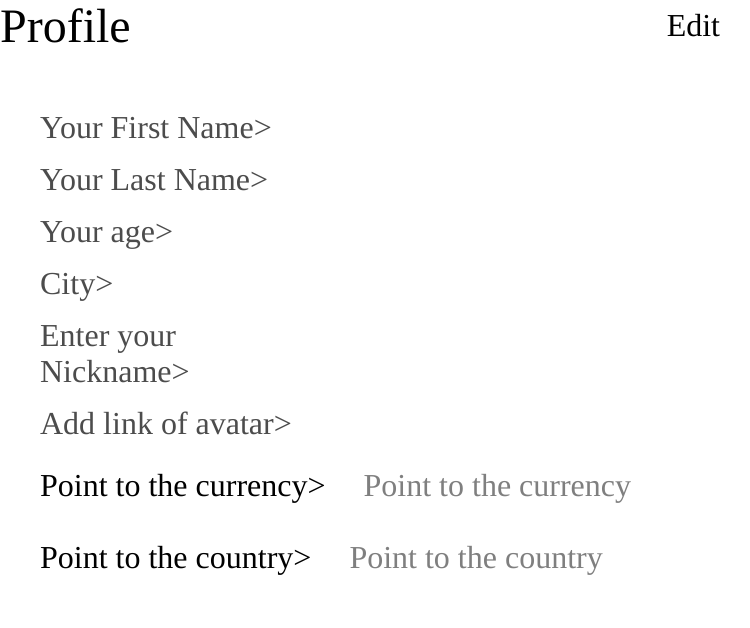 Profile Edit
Your First Name>
Your Last Name>
Your age>
City>
Enter your
Nickname>
Add link of avatar>
Point to the currency> Point to the currency
Point to the country> Point to the country